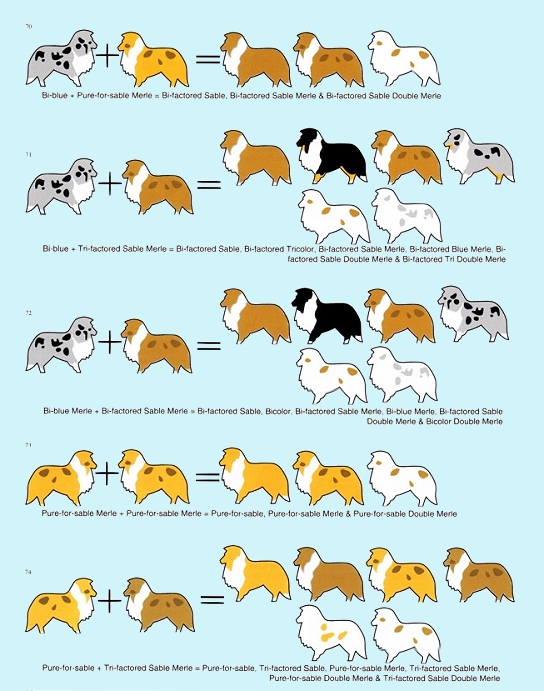 70
Bi-blue + Pure-for-sable Merle = Bi-factored Sable, Bi-factored Sable Merle & Bi-factored Sable Double Merle
71
Bi-blue + Tri-factored Sable Merle = Bi-factored Sable, Bi-factored Tricolor, Bi-factored Sable Merle, Bi-factored Blue Merle, Bi-
factored Sable Double Merle & Bi-factored Tri Double Merle
72
Bi-blue Merle + Bi-factored Sable Merle = Bi-factored Sable, Bicolor, Bi-factored Sable Merle, Bi-blue Merle, Bi-factored Sable
Double Merle & Bicolor Double Merle
73
Pure-for-sable Merle + Pure-for-sable Merle = Pure-for-sable, Pure-for-sable Merle & Pure-for-sable Double Merle
74
Pure-for-sable + Tri-factored Sable Merle = Pure-for-sable, Tri-factored Sable, Pure-for-sable Merle, Tri-factored Sable Merle,
Pure-for-sable Double Merle & Tri-factored Sable Double Merle